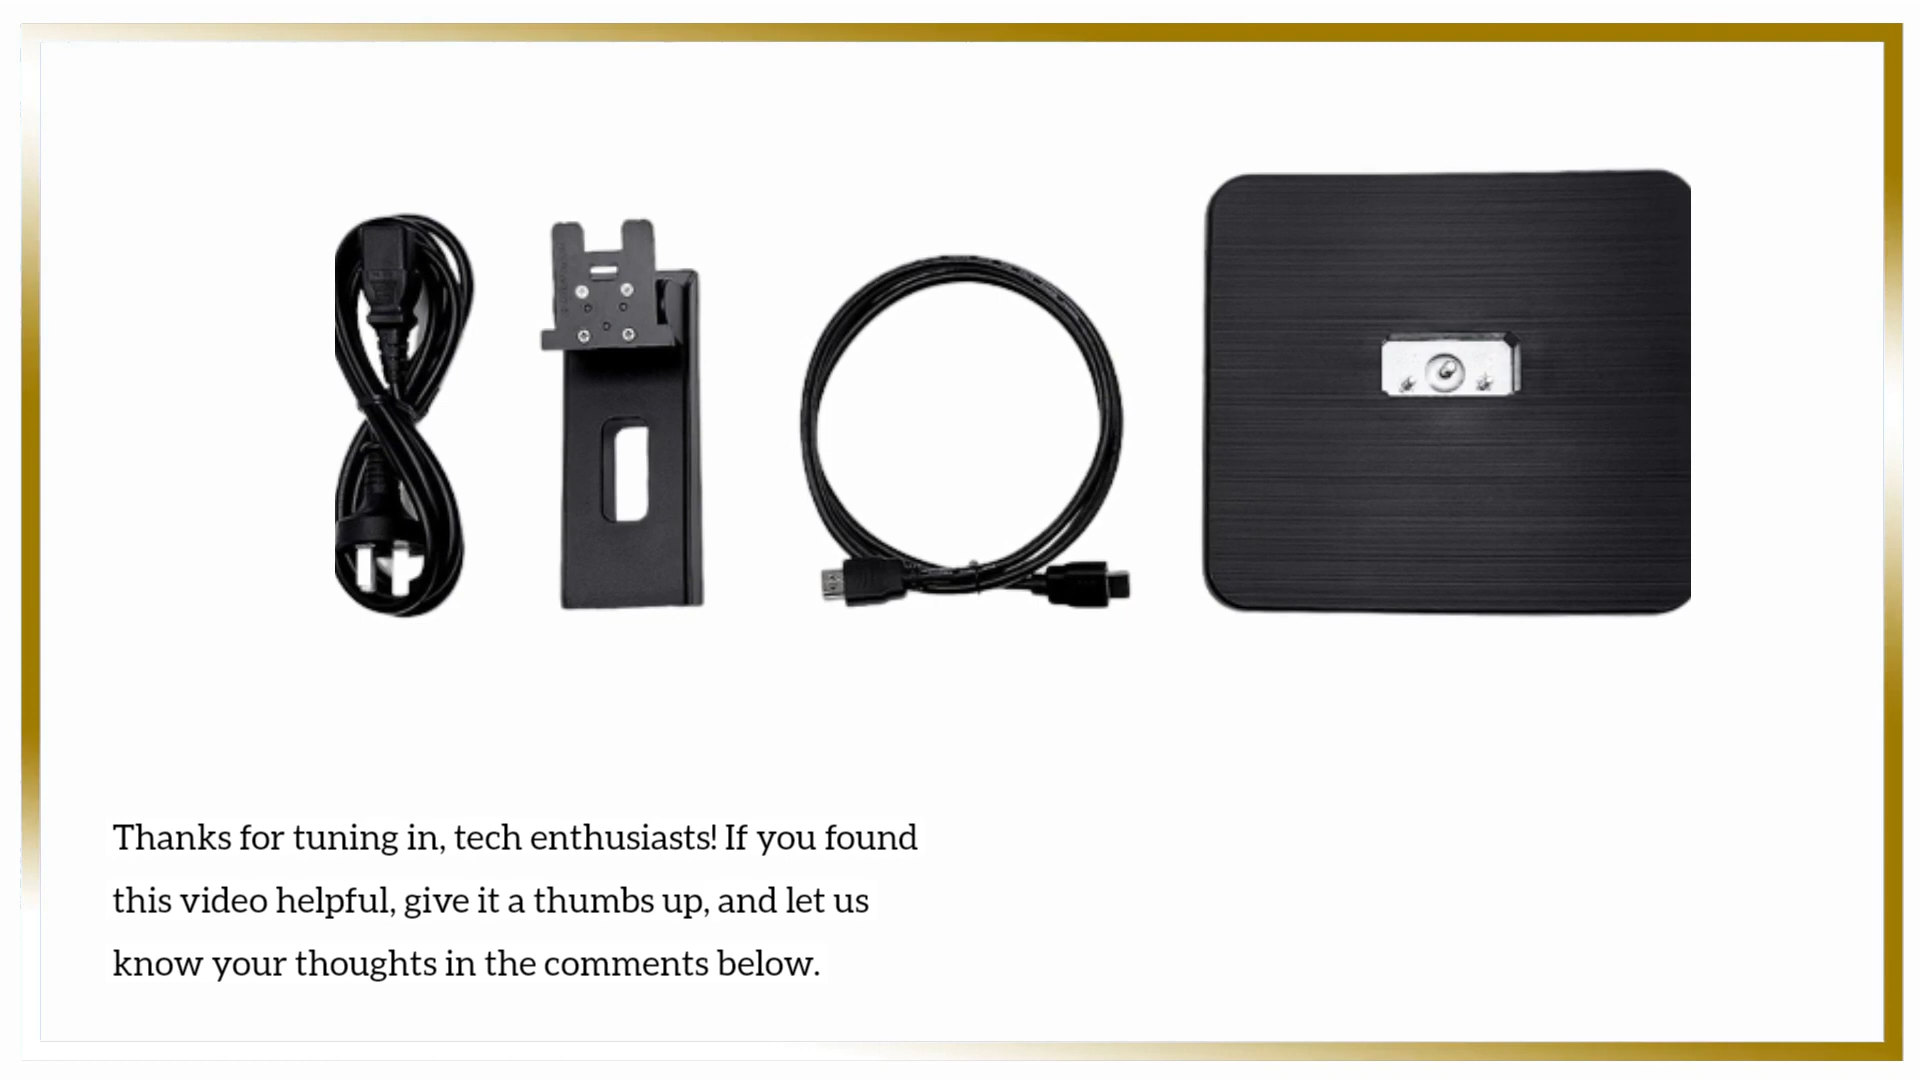 Thanks for tuning in, tech enthusiasts! If you found
this video helpful, give it a thumbs up, and let us
know your thoughts in the comments below.